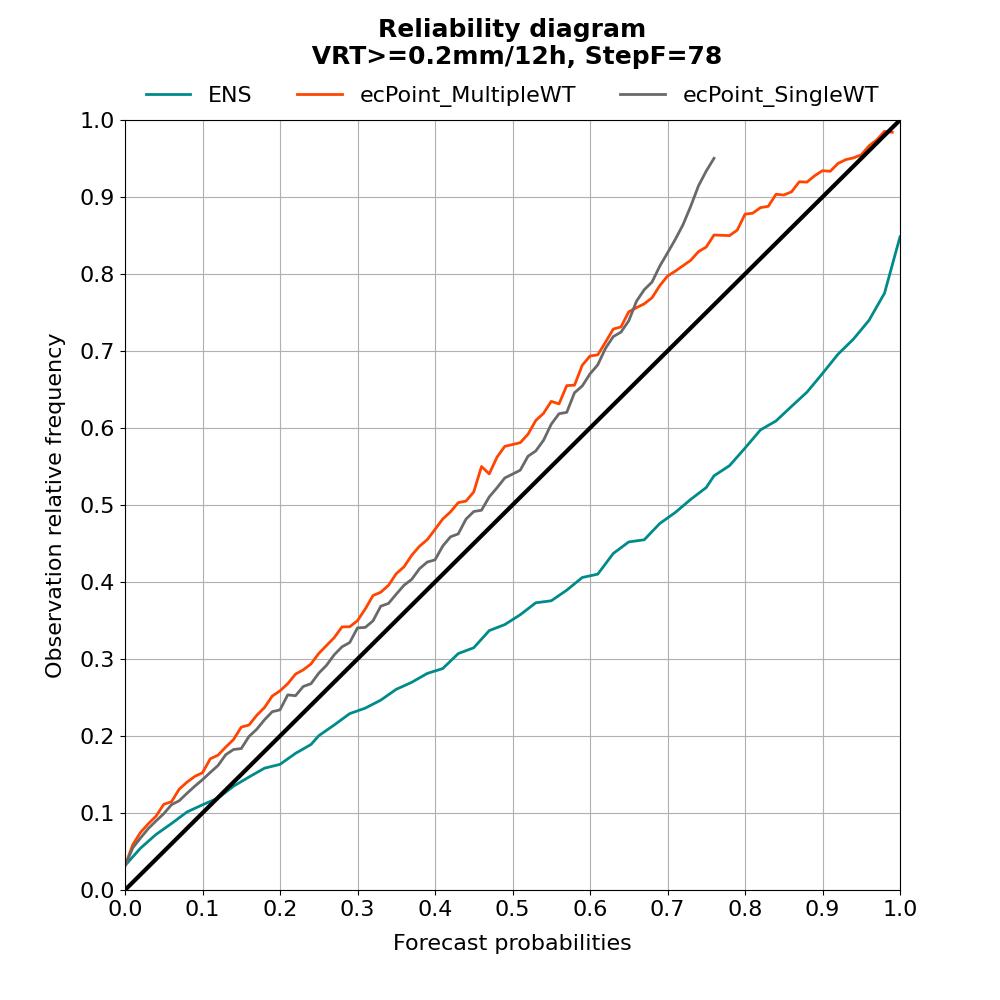 Reliability diagram
VRT>=0.2mm/12h, StepF=78
ENS ecPoint_MultipleWT ecPoint_SingleWT
1.0
0.9
0.8
0.7
0.6
0.5
0.4
0.3
0.2
0.1
0.0
Observation relative frequency
0.0 0.1 0.2 0.3 0.4 0.5 0.6 0.7 0.8 0.9 1.0
Forecast probabilities